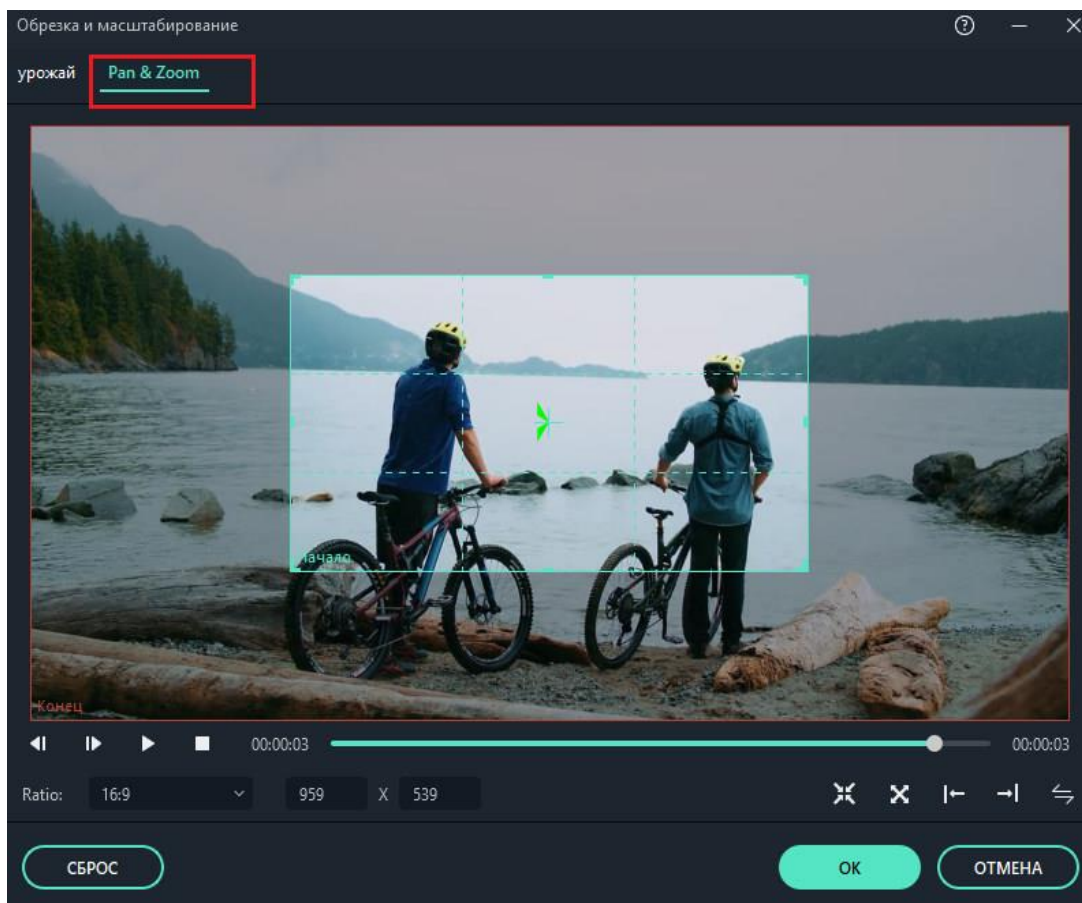 Обрезка и масштабирование
урожай Pan & Zoom
Начало
Конец
00:00:03 00:00:03
Ratio: 16:9 959 X 539
СБРОС OK ОТМЕНА